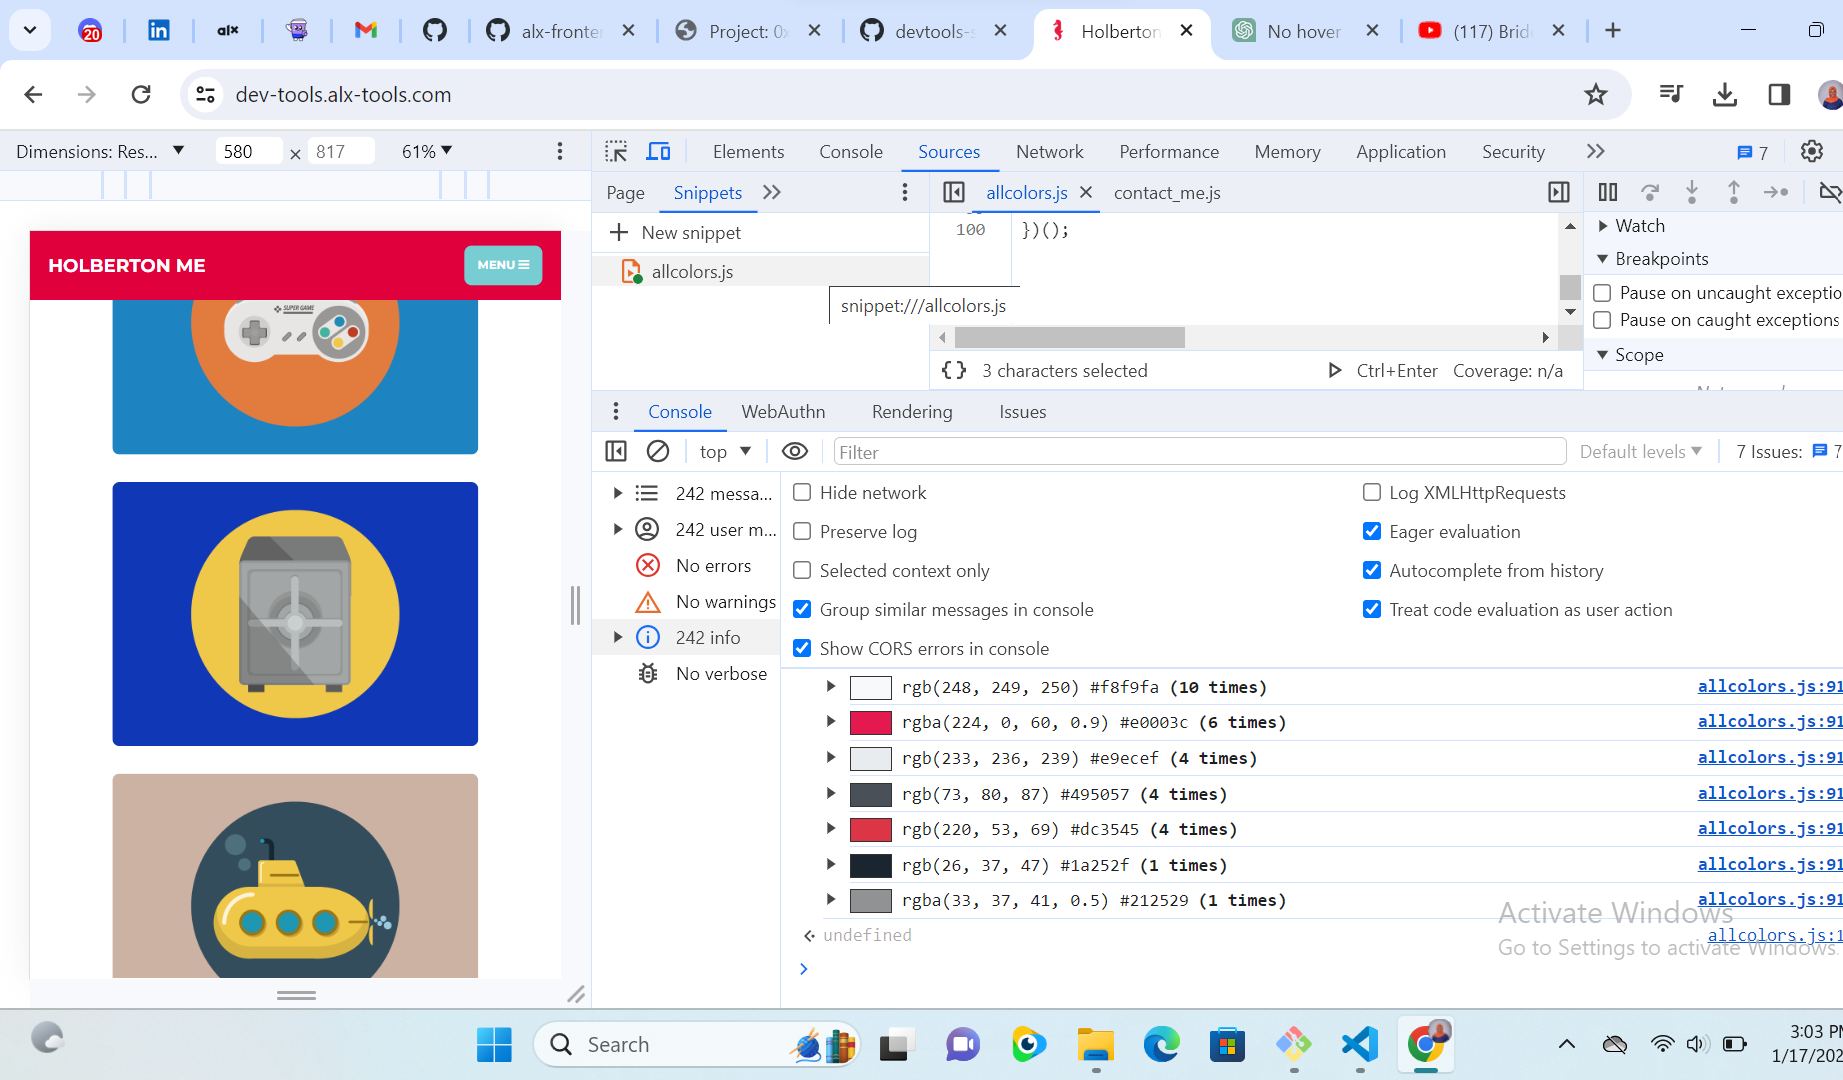 20
alx
alx-fronte
Project: 0x
devtools-s
Holberton
No hover
(117) Brid
dev-tools.alx-tools.com
Dimensions: Res...
580
×
817
61%
Elements
Console
Sources
Network
Performance
Memory
Application
Security
7
Page
Snippets
allcolors.js
contact_me.js
New snippet
allcolors.js
snippet:///allcolors.js
100
})();
{ } 3 characters selected
Ctrl+Enter
Coverage: n/a
Watch
Breakpoints
Pause on uncaught exceptio
Pause on caught exceptions
Scope
HOLBERTON ME
MENU
SUPER GAME
Console
WebAuthn
Rendering
Issues
top
Filter
Default levels
7 Issues:
7
242 messa...
242 user m...
No errors
No warnings
242 info
No verbose
Hide network
Log XMLHttpRequests
Preserve log
Eager evaluation
Selected context only
Autocomplete from history
Group similar messages in console
Treat code evaluation as user action
Show CORS errors in console
rgb(248, 249, 250) #f8f9fa (10 times) allcolors.js:91
rgba(224, 0, 60, 0.9) #e0003c (6 times) allcolors.js:91
rgb(233, 236, 239) #e9ecef (4 times) allcolors.js:91
rgb(73, 80, 87) #495057 (4 times) allcolors.js:91
rgb(220, 53, 69) #dc3545 (4 times) allcolors.js:91
rgb(26, 37, 47) #1a252f (1 times) allcolors.js:91
rgba(33, 37, 41, 0.5) #212529 (1 times) allcolors.js:91
undefined allcolors.js:1
Activate Windows
Go to Settings to activate Windows.
Search
3:03 PM
1/17/202